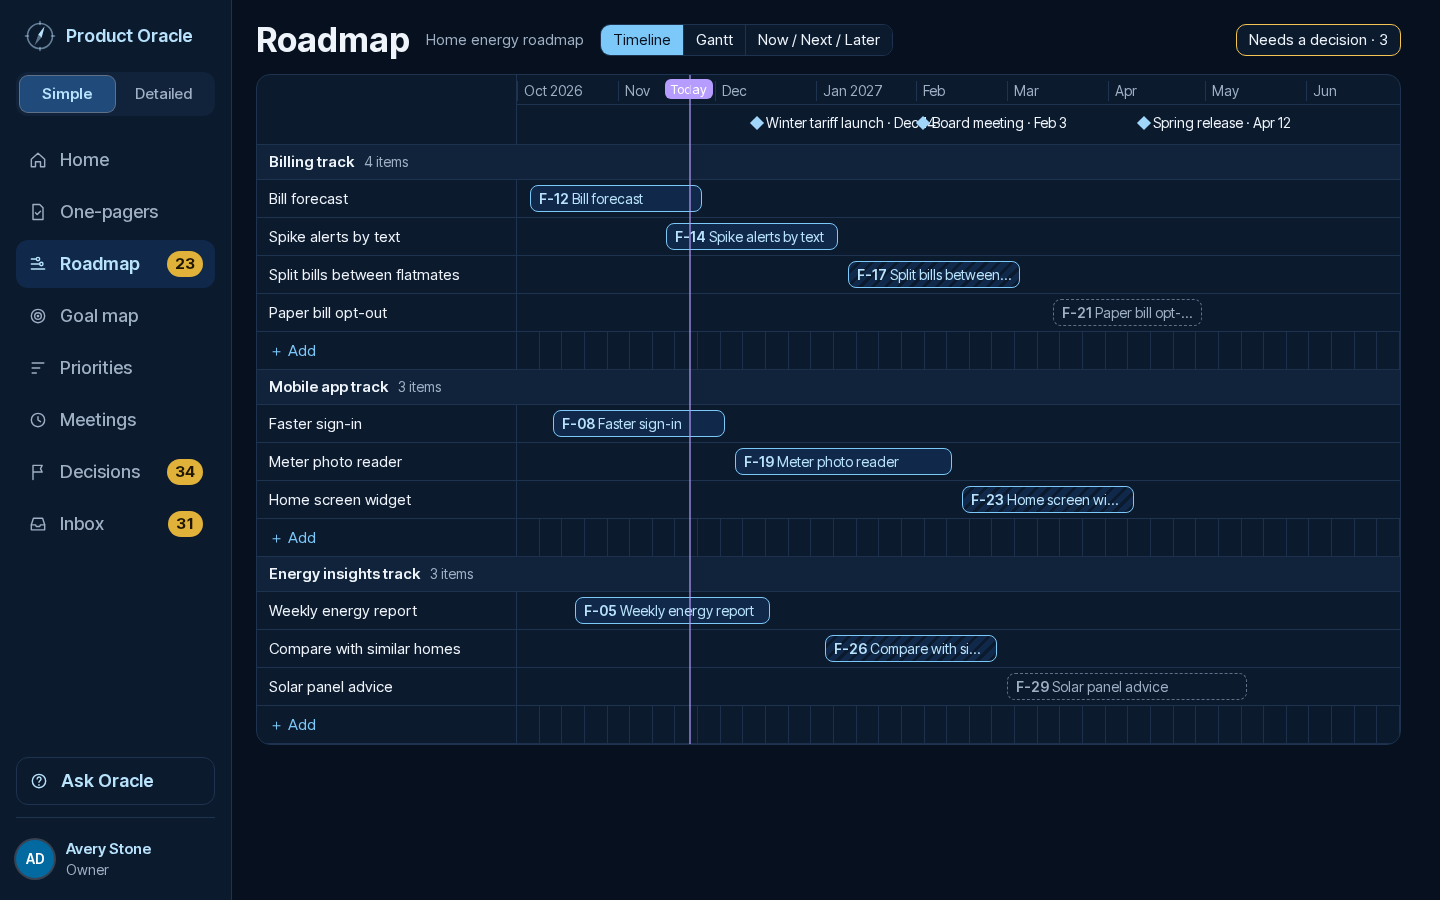 Product Oracle
Simple
Detailed
Home
One-pagers
Roadmap 23
Goal map
Priorities
Meetings
Decisions 34
Inbox 31
Ask Oracle
AD
Avery Stone
Owner
Roadmap
Home energy roadmap
Timeline
Gantt
Now / Next / Later
Needs a decision · 3
Oct 2026
Nov
Today
Dec
Jan 2027
Feb
Mar
Apr
May
Jun
Winter tariff launch · Dec 14
Board meeting · Feb 3
Spring release · Apr 12
Billing track 4 items
Bill forecast
F-12 Bill forecast
Spike alerts by text
F-14 Spike alerts by text
Split bills between flatmates
F-17 Split bills between…
Paper bill opt-out
F-21 Paper bill opt-…
+ Add
Mobile app track 3 items
Faster sign-in
F-08 Faster sign-in
Meter photo reader
F-19 Meter photo reader
Home screen widget
F-23 Home screen wi…
+ Add
Energy insights track 3 items
Weekly energy report
F-05 Weekly energy report
Compare with similar homes
F-26 Compare with si…
Solar panel advice
F-29 Solar panel advice
+ Add